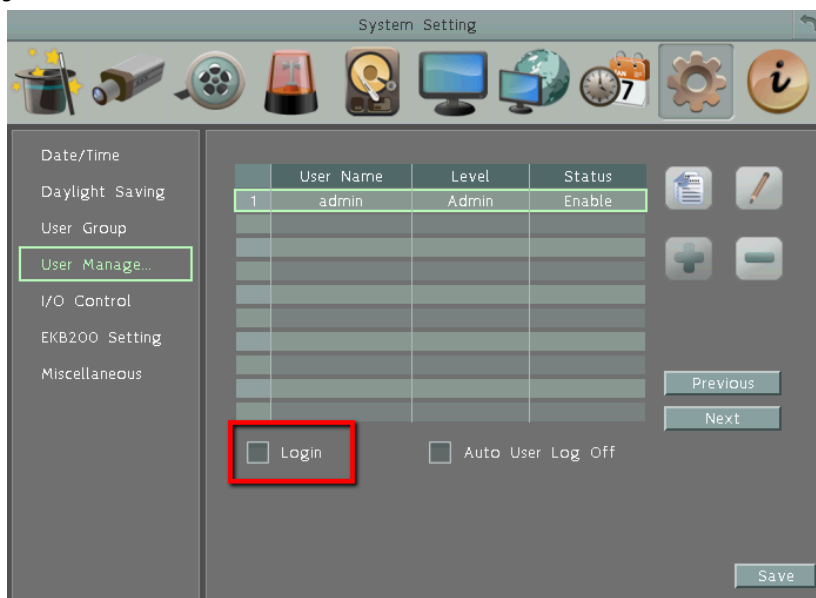 System Setting
7
i
Date/Time
Daylight Saving
User Group
User Manage...
I/O Control
EKB200 Setting
Miscellaneous
User Name Level Status
1 admin Admin Enable
Previous
Next
Login Auto User Log Off
Save